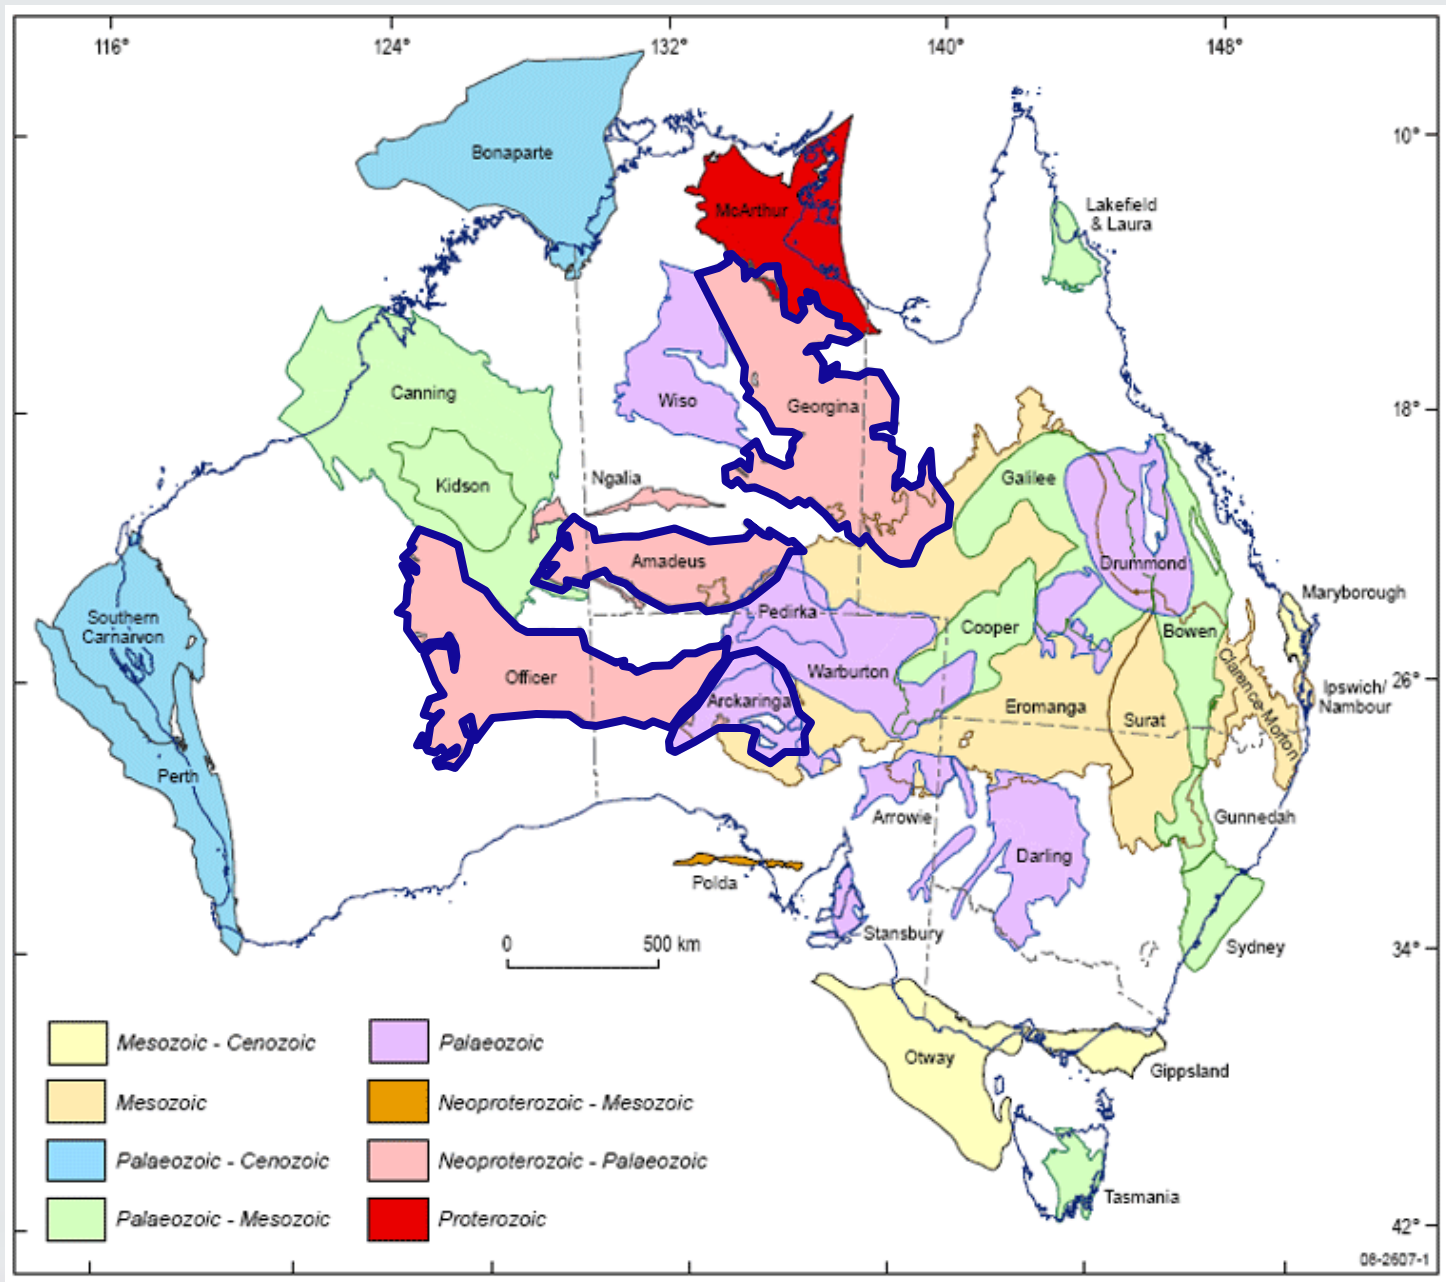 116°
124°
132°
140°
148°
10°
18°
26°
34°
42°
Bonaparte
McArthur
Lakefield
& Laura
Canning
Kidson
Wiso
Georgina
Ngalia
Galilee
Amadeus
Drummond
Southern
Carnarvon
Pedirka
Cooper
Bowen
Maryborough
Officer
Warburton
Arckaringa
Eromanga
Surat
Clarence-Morton
Ipswich/
Nambour
Perth
Arrowie
Gunnedah
Darling
Polda
Stansbury
Sydney
0 500 km
Otway
Gippsland
Tasmania
Mesozoic - Cenozoic
Mesozoic
Palaeozoic - Cenozoic
Palaeozoic - Mesozoic
Palaeozoic
Neoproterozoic - Mesozoic
Neoproterozoic - Palaeozoic
Proterozoic
06-2607-1